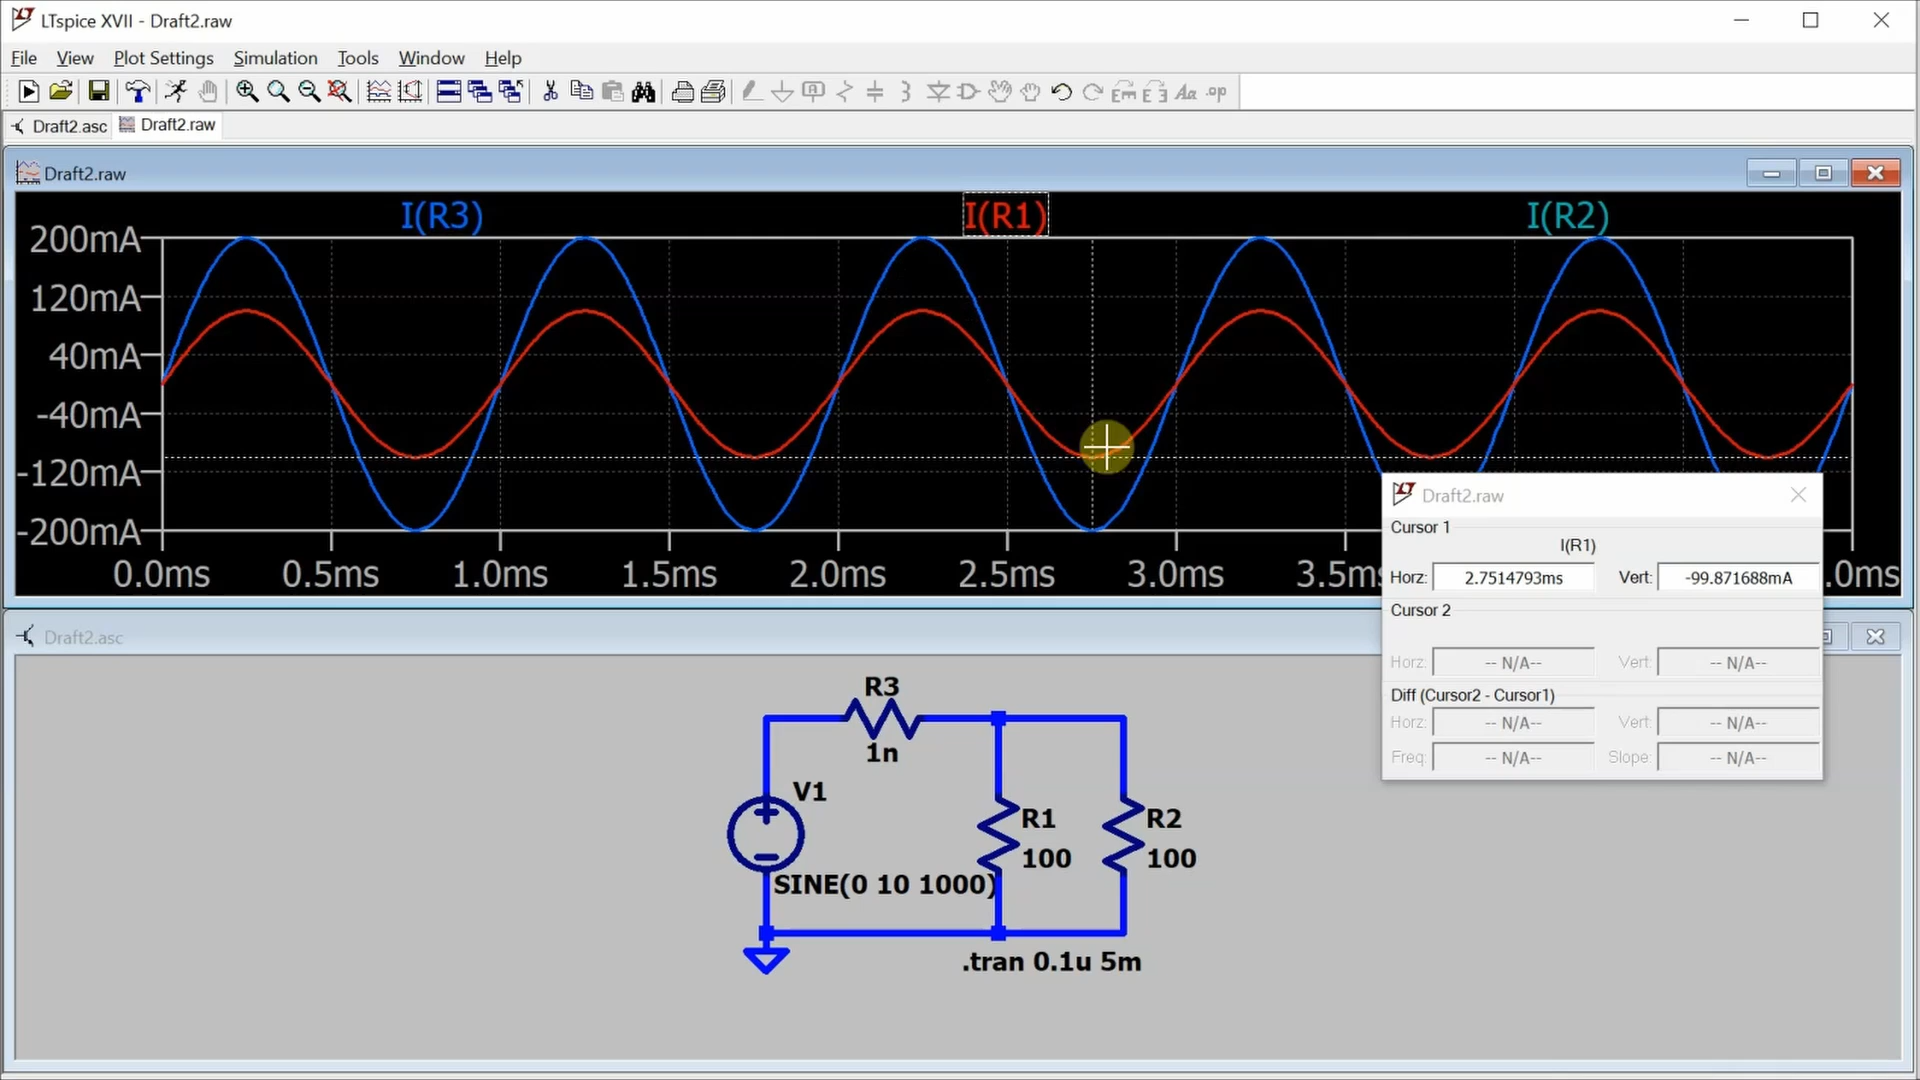 LTspice XVII - Draft2.raw
File View Plot Settings Simulation Tools Window Help
Draft2.asc Draft2.raw
Draft2.raw
I(R3) I(R1) I(R2)
200mA
120mA
40mA
-40mA
-120mA
-200mA
0.0ms 0.5ms 1.0ms 1.5ms 2.0ms 2.5ms 3.0ms 3.5ms .0ms
Draft2.raw
Cursor 1
I(R1)
Horz: 2.7514793ms Vert: -99.871688mA
Cursor 2
Horz: -- N/A-- Vert: -- N/A--
Diff (Cursor2 - Cursor1)
Horz: -- N/A-- Vert: -- N/A--
Freq: -- N/A-- Slope: -- N/A--
Draft2.asc
R3
1n
V1
SINE(0 10 1000)
R1
100
R2
100
.tran 0.1u 5m